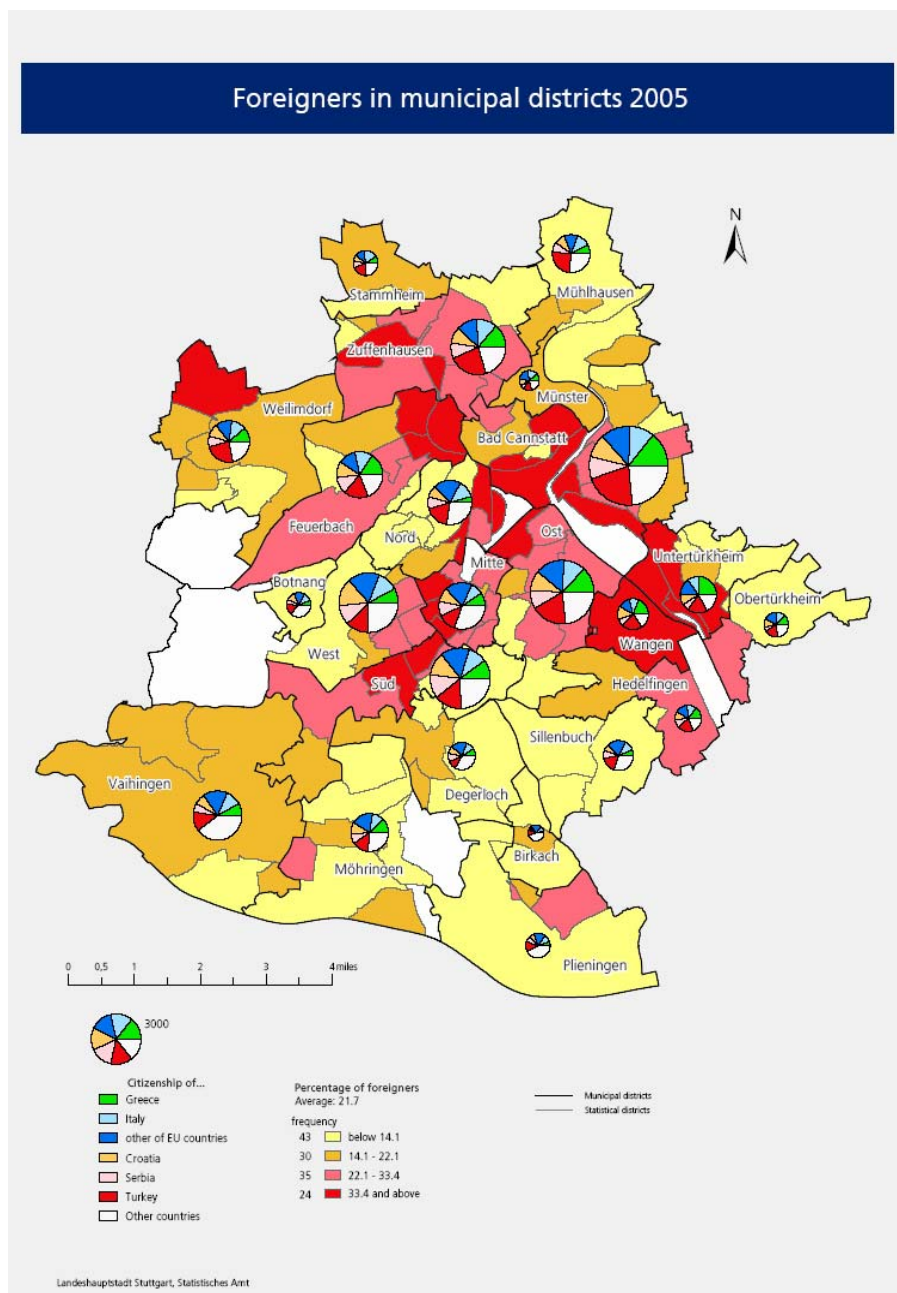 Foreigners in municipal districts 2005
N
Stammheim
Mühlhausen
Zuffenhausen
Münster
Weilimdorf
Bad Cannstatt
Feuerbach
Nord
Ost
Mitte
Untertürkheim
Botnang
Obertürkheim
West
Wangen
Süd
Hedelfingen
Sillenbuch
Vaihingen
Degerloch
Birkach
Möhringen
Plieningen
0 0,5 1 2 3 4 miles
3000
Citizenship of...
Greece
Italy
other of EU countries
Croatia
Serbia
Turkey
Other countries
Percentage of foreigners
Average: 21.7
frequency
43 below 14.1
30 14.1 - 22.1
35 22.1 - 33.4
24 33.4 and above
Municipal districts
Statistical districts
Landeshauptstadt Stuttgart, Statistisches Amt